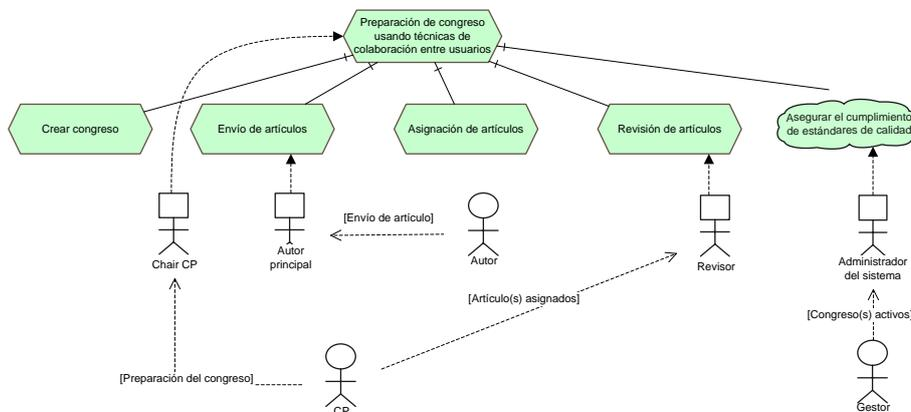 Preparación de congreso
usando técnicas de
colaboración entre usuarios
Crear congreso
Envío de artículos
Asignación de artículos
Revisión de artículos
Asegurar el cumplimiento
de estándares de calidad
[Envío de artículo]
Chair CP
Autor
principal
Autor
Revisor
Administrador
del sistema
[Artículo(s) asignados]
[Congreso(s) activos]
[Preparación del congreso]
CP
Gestor